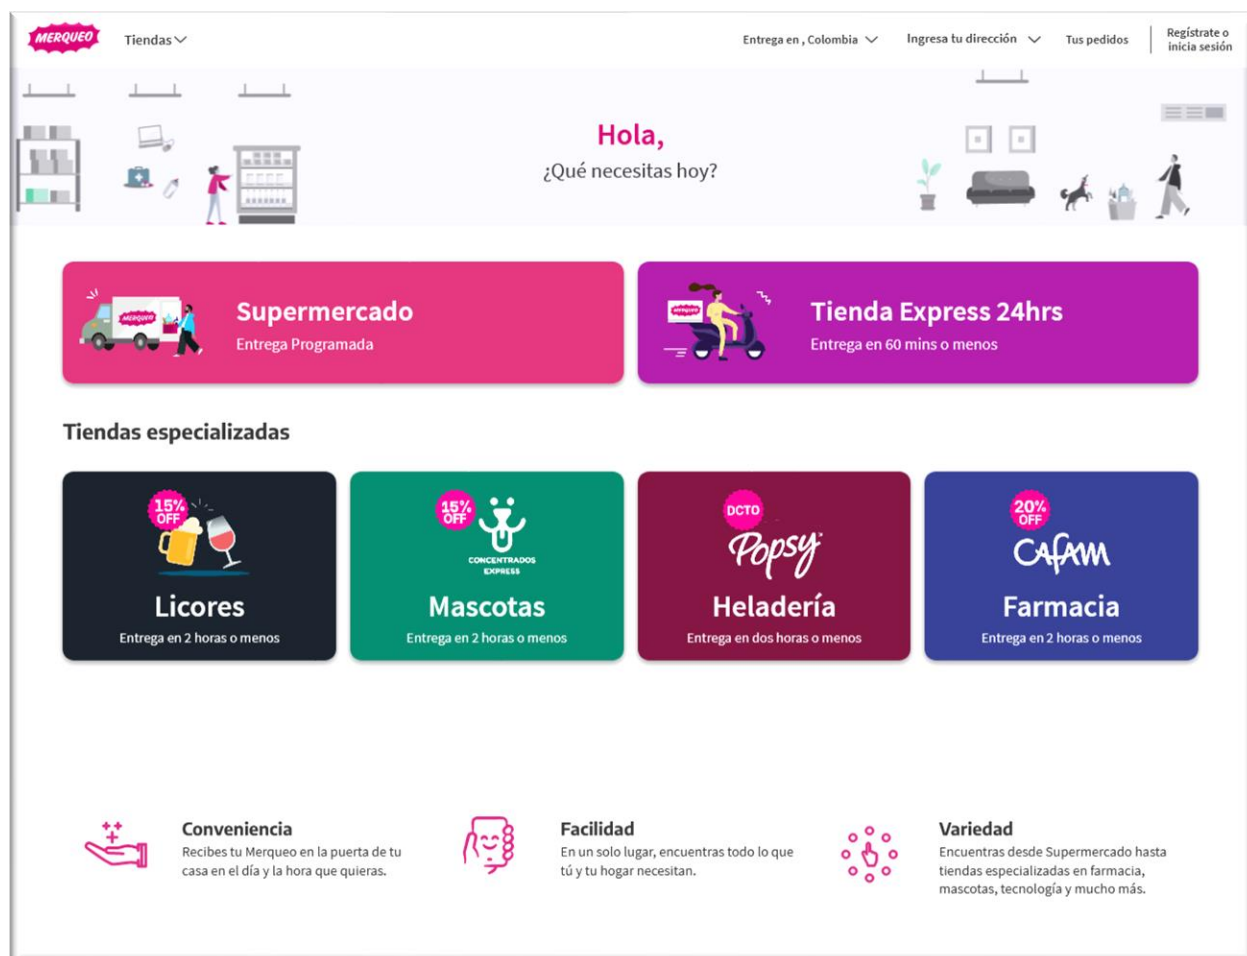 MERQUEO
Tiendas
Entrega en , Colombia
Ingresa tu dirección
Tus pedidos
Regístrate o
inicia sesión
Hola,
¿Qué necesitas hoy?
MERQUEO
Supermercado
Entrega Programada
Tienda Express 24hrs
Entrega en 60 mins o menos
Tiendas especializadas
15%
OFF
Licores
Entrega en 2 horas o menos
15%
OFF
CONCENTRADOS
EXPRESS
Mascotas
Entrega en 2 horas o menos
DCTO
Popsy
Heladería
Entrega en dos horas o menos
20%
OFF
CAFAM
Farmacia
Entrega en 2 horas o menos
Conveniencia
Recibes tu Merqueo en la puerta de tu
casa en el día y la hora que quieras.
Facilidad
En un solo lugar, encuentras todo lo que
tú y tu hogar necesitan.
Variedad
Encuentras desde Supermercado hasta
tiendas especializadas en farmacia,
mascotas, tecnología y mucho más.